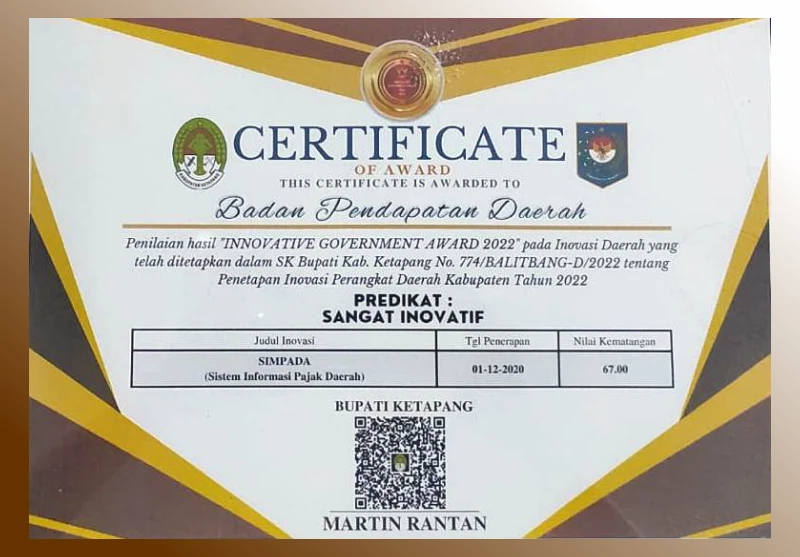 CERTIFICATE
OF AWARD
THIS CERTIFICATE IS AWARDED TO
Badan Pendapatan Daerah
Penilaian hasil "INNOVATIVE GOVERNMENT AWARD 2022" pada Inovasi Daerah yang
telah ditetapkan dalam SK Bupati Kab. Ketapang No. 774/BALITBANG-D/2022 tentang
Penetapan Inovasi Perangkat Daerah Kabupaten Tahun 2022
PREDIKAT :
SANGAT INOVATIF
Judul Inovasi Tgl Penerapan Nilai Kematangan
SIMPADA
(Sistem Informasi Pajak Daerah) 01-12-2020 67.00
BUPATI KETAPANG
MARTIN RANTAN
KABUPATEN KETAPANG